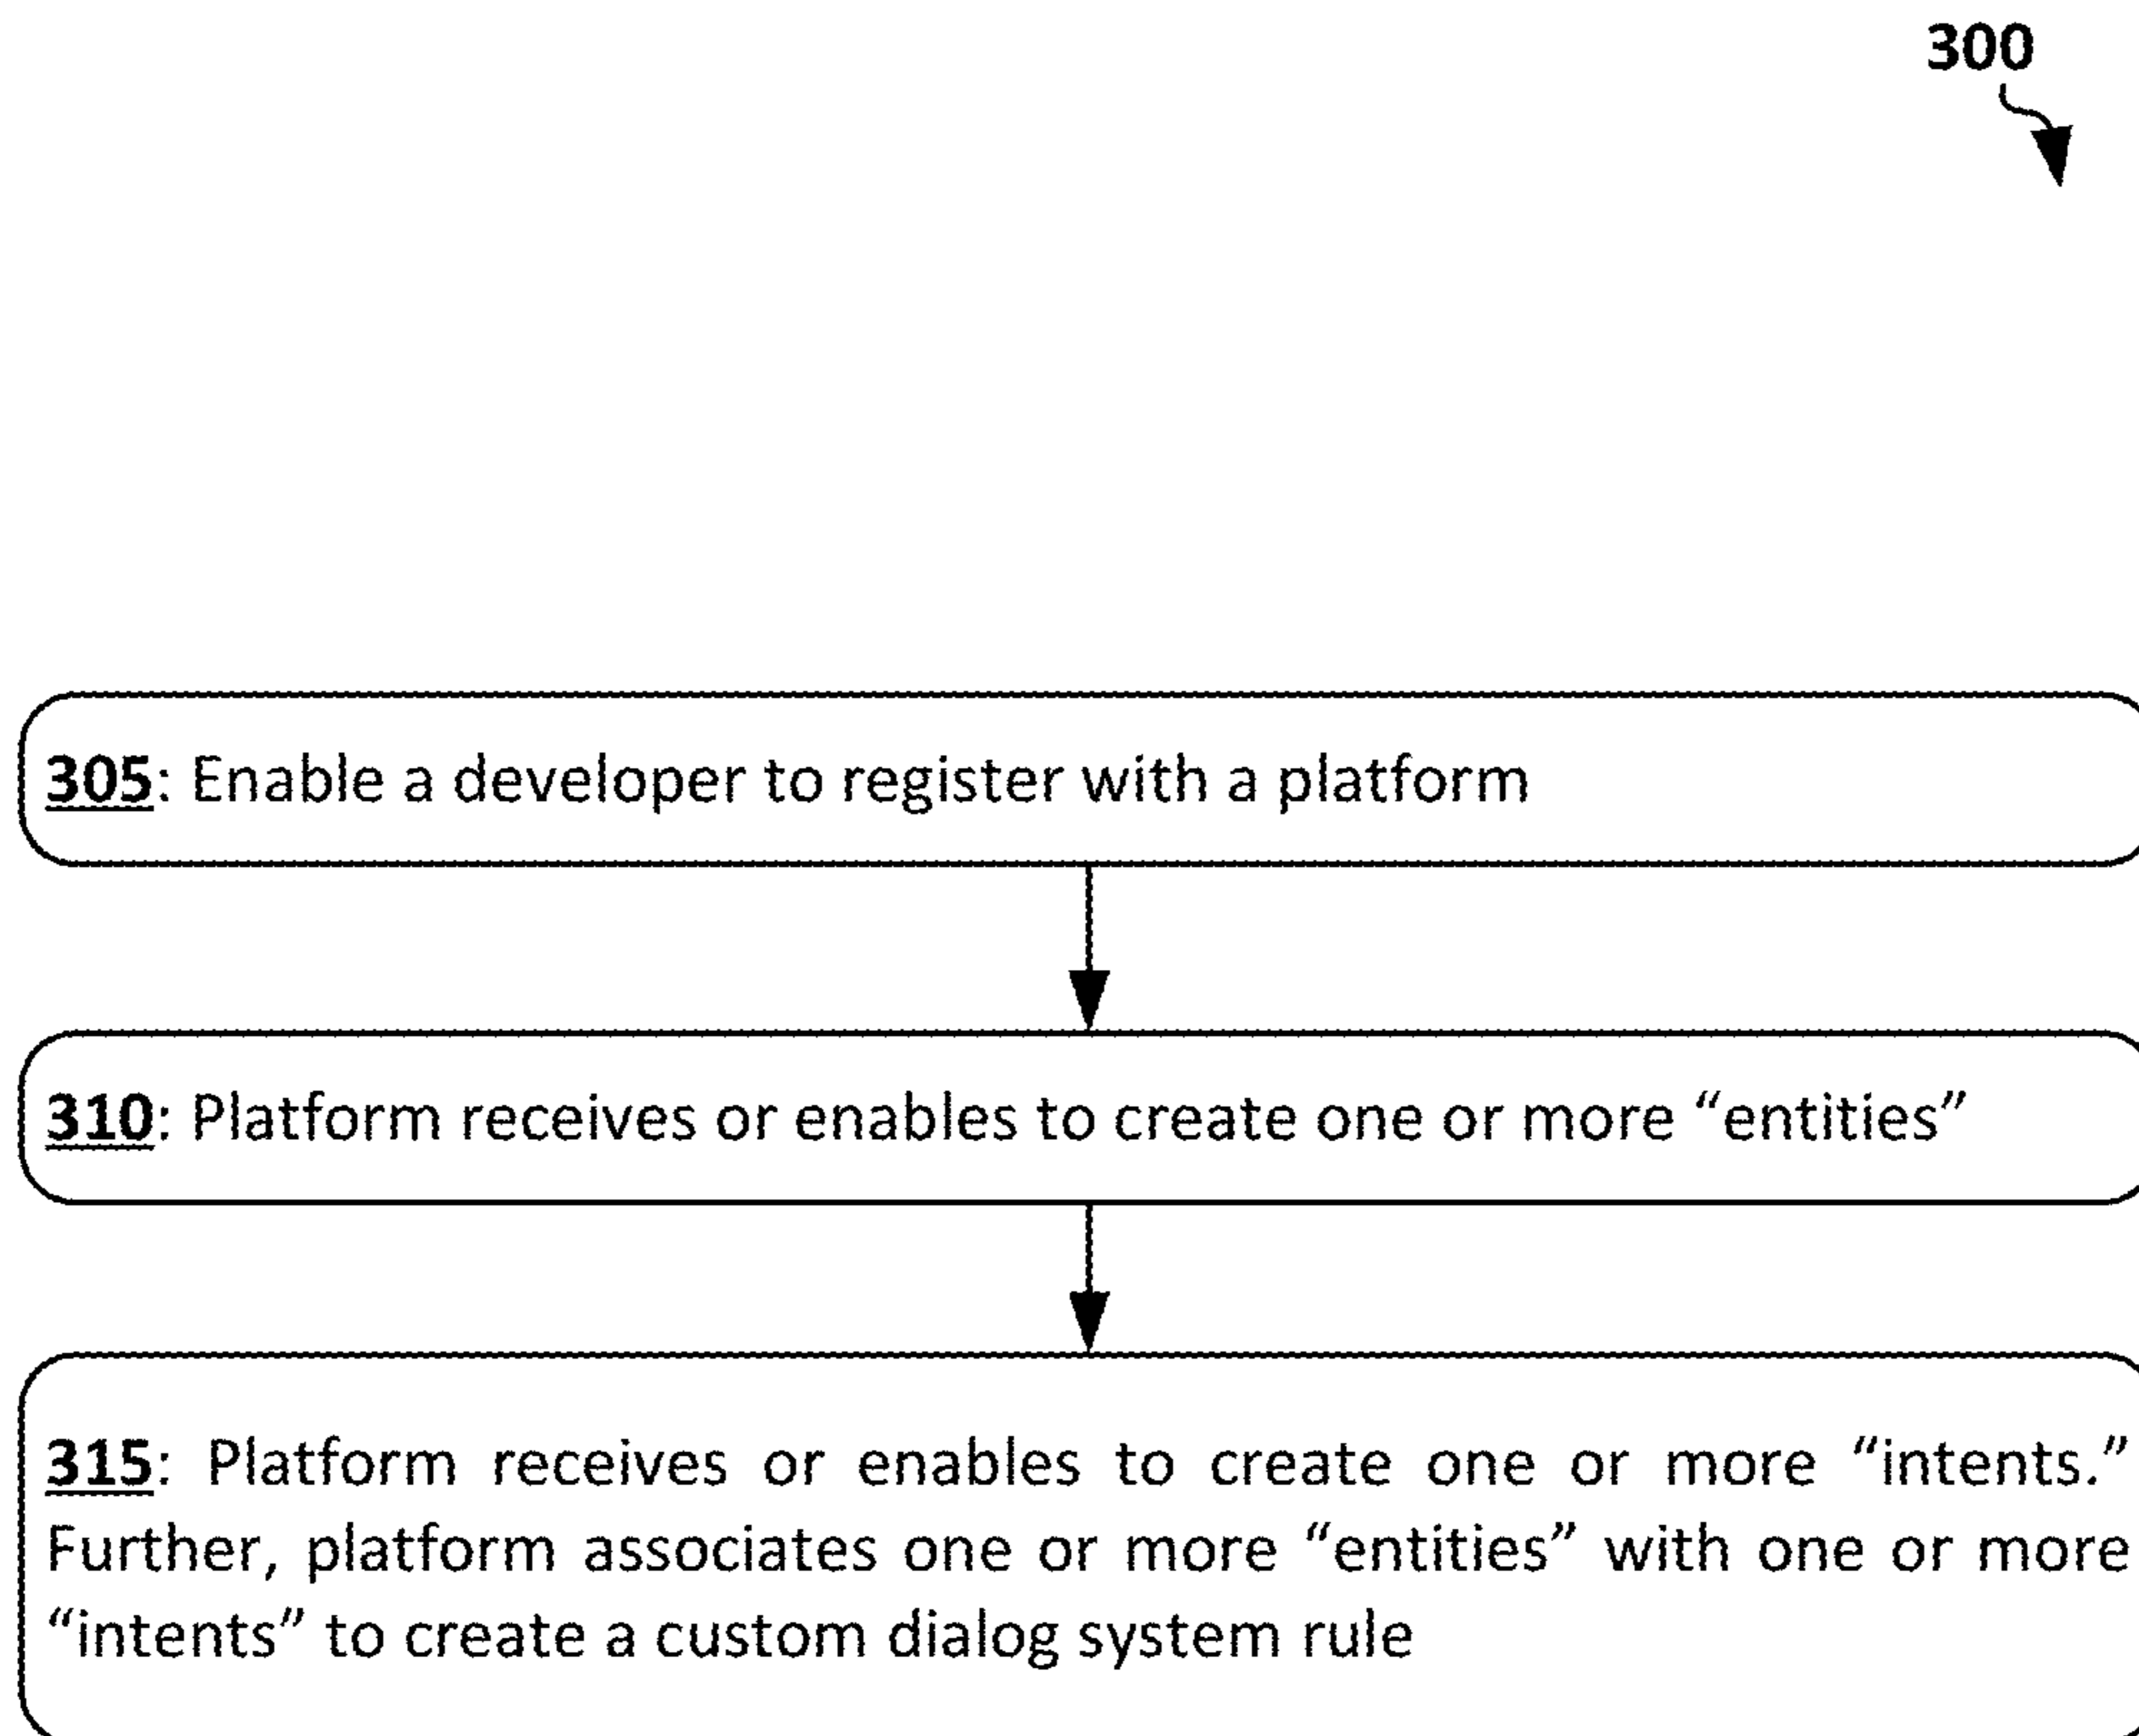 300
305: Enable a developer to register with a platform
310: Platform receives or enables to create one or more “entities”
315: Platform receives or enables to create one or more “intents.”
Further, platform associates one or more “entities” with one or more
“intents” to create a custom dialog system rule